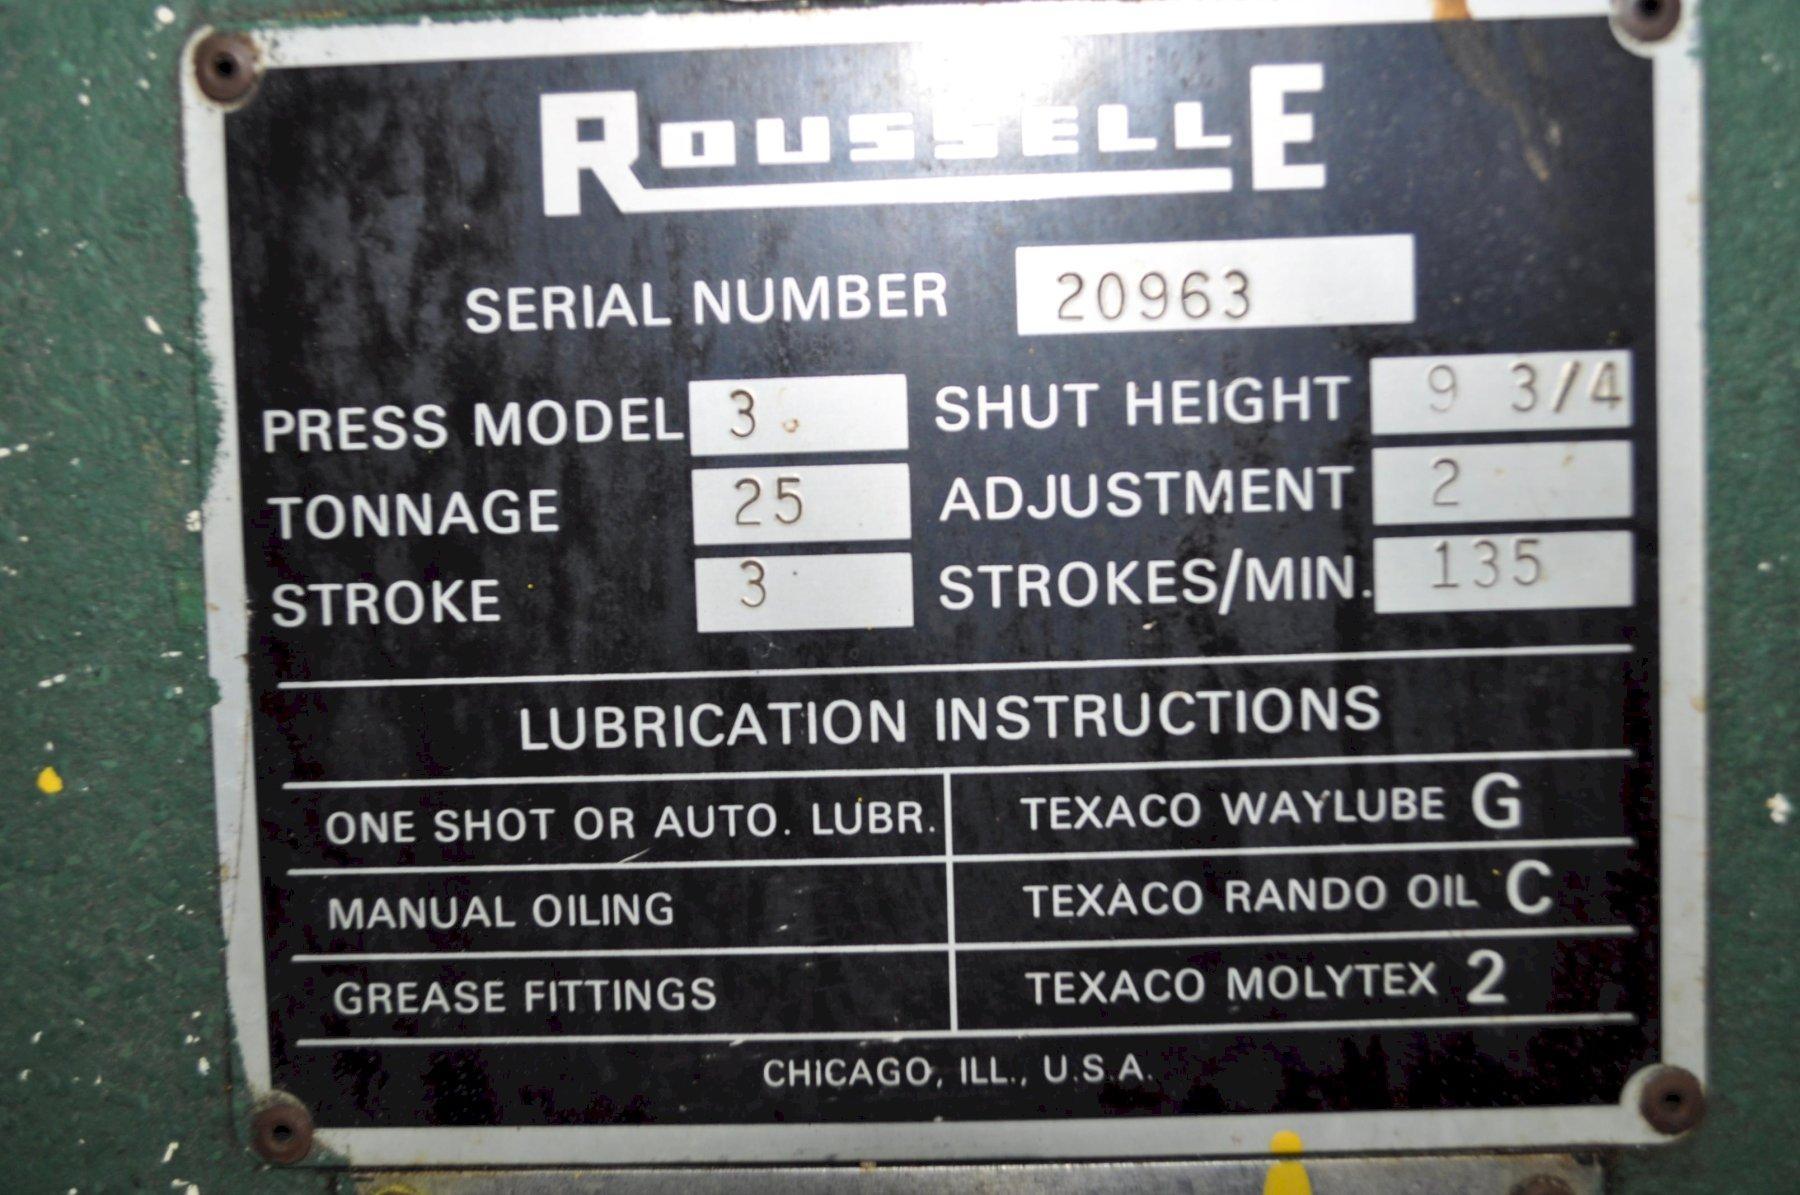 ROUSSELLE
SERIAL NUMBER 20963
PRESS MODEL 3 SHUT HEIGHT 9 3/4
TONNAGE 25 ADJUSTMENT 2
STROKE 3 STROKES/MIN. 135
LUBRICATION INSTRUCTIONS
ONE SHOT OR AUTO. LUBR. TEXACO WAYLUBE G
MANUAL OILING TEXACO RANDO OIL C
GREASE FITTINGS TEXACO MOLYTEX 2
CHICAGO, ILL., U.S.A.